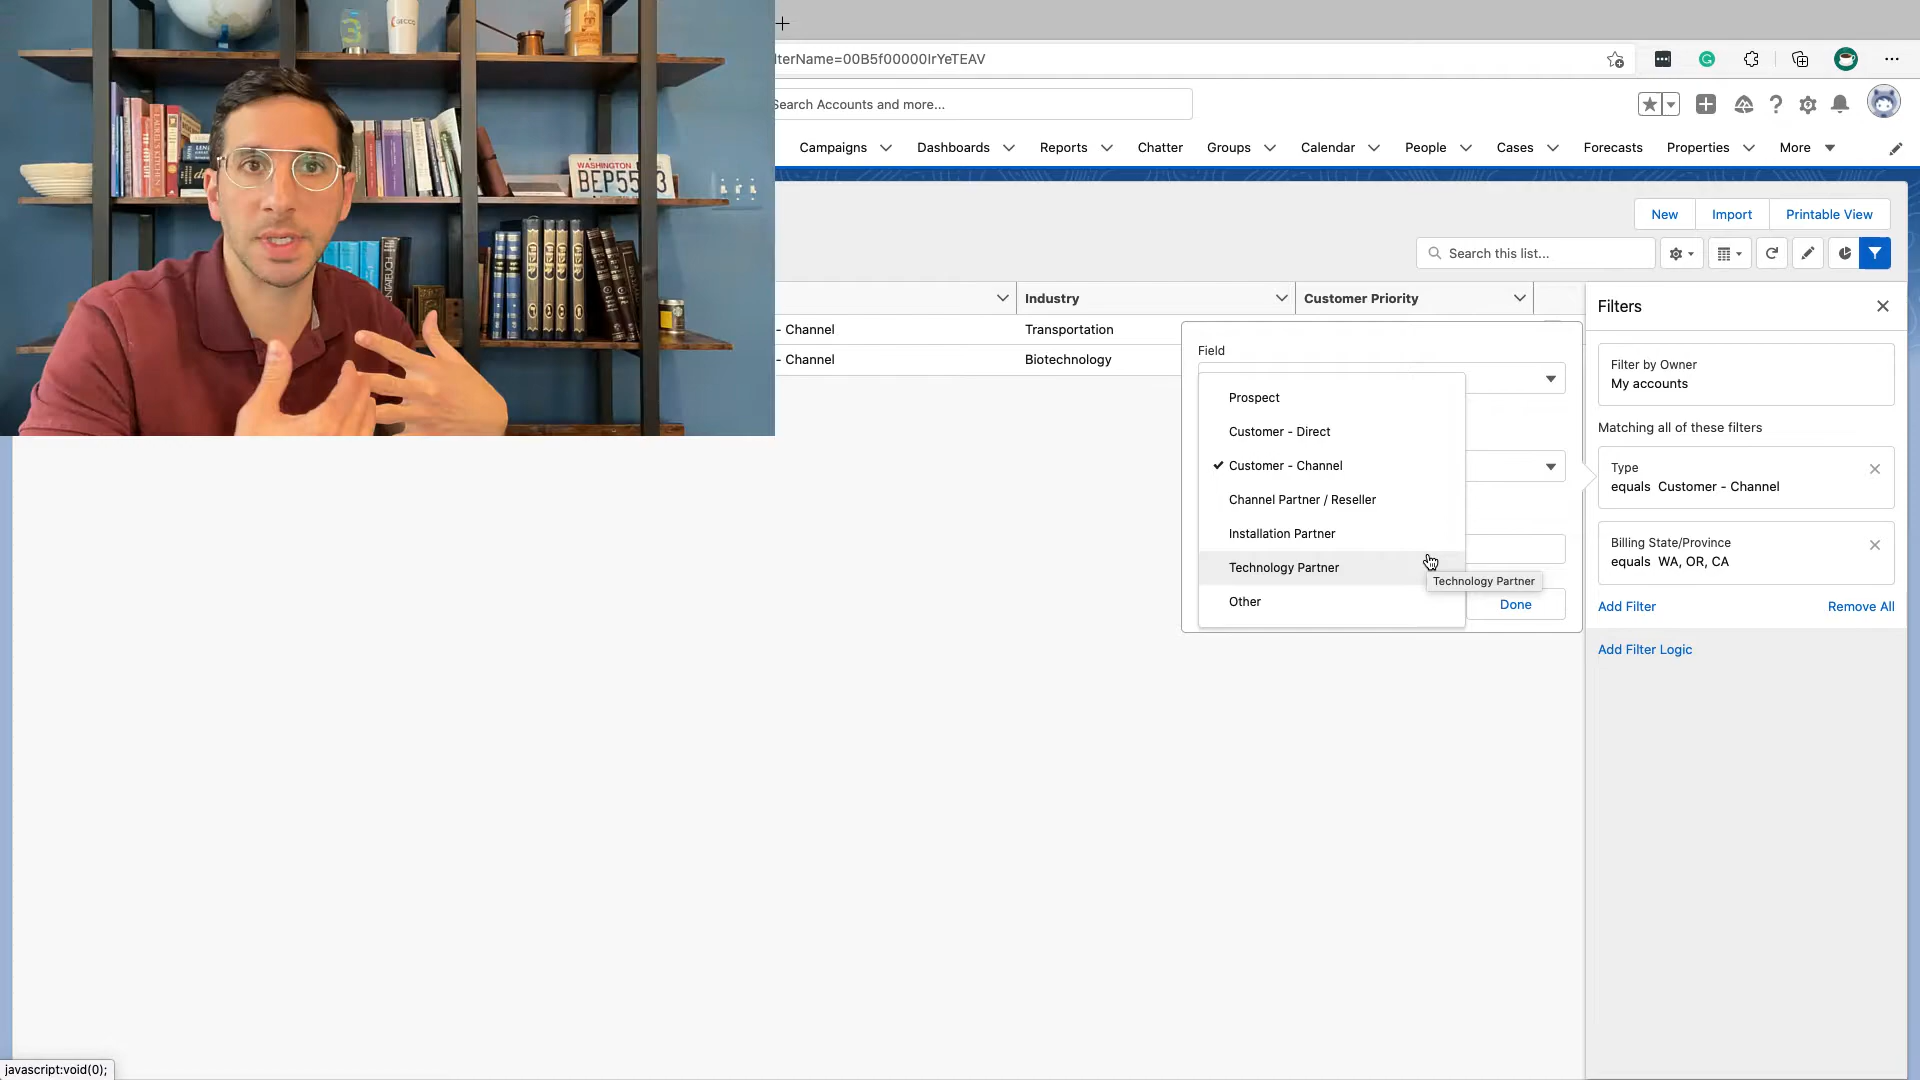 GECCO
WASHINGTON
lterName=00B5f00000IrYeTEAV
Search Accounts and more...
Campaigns
Dashboards
Reports
Chatter
Groups
Calendar
People
Cases
Forecasts
Properties
More
New
Import
Printable View
Search this list...
Industry
Customer Priority
- Channel
Transportation
- Channel
Biotechnology
Field
Prospect
Customer - Direct
Customer - Channel
Channel Partner / Reseller
Installation Partner
Technology Partner
Other
Technology Partner
Done
Filters
Filter by Owner
My accounts
Matching all of these filters
Type
equals Customer - Channel
Billing State/Province
equals WA, OR, CA
Add Filter
Remove All
Add Filter Logic
javascript:void(0);